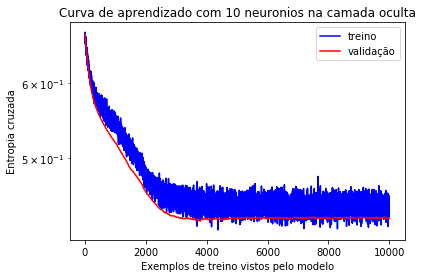 Curva de aprendizado com 10 neuronios na camada oculta
treino
validação
6 × 10⁻¹
5 × 10⁻¹
Entropia cruzada
0
2000
4000
6000
8000
10000
Exemplos de treino vistos pelo modelo